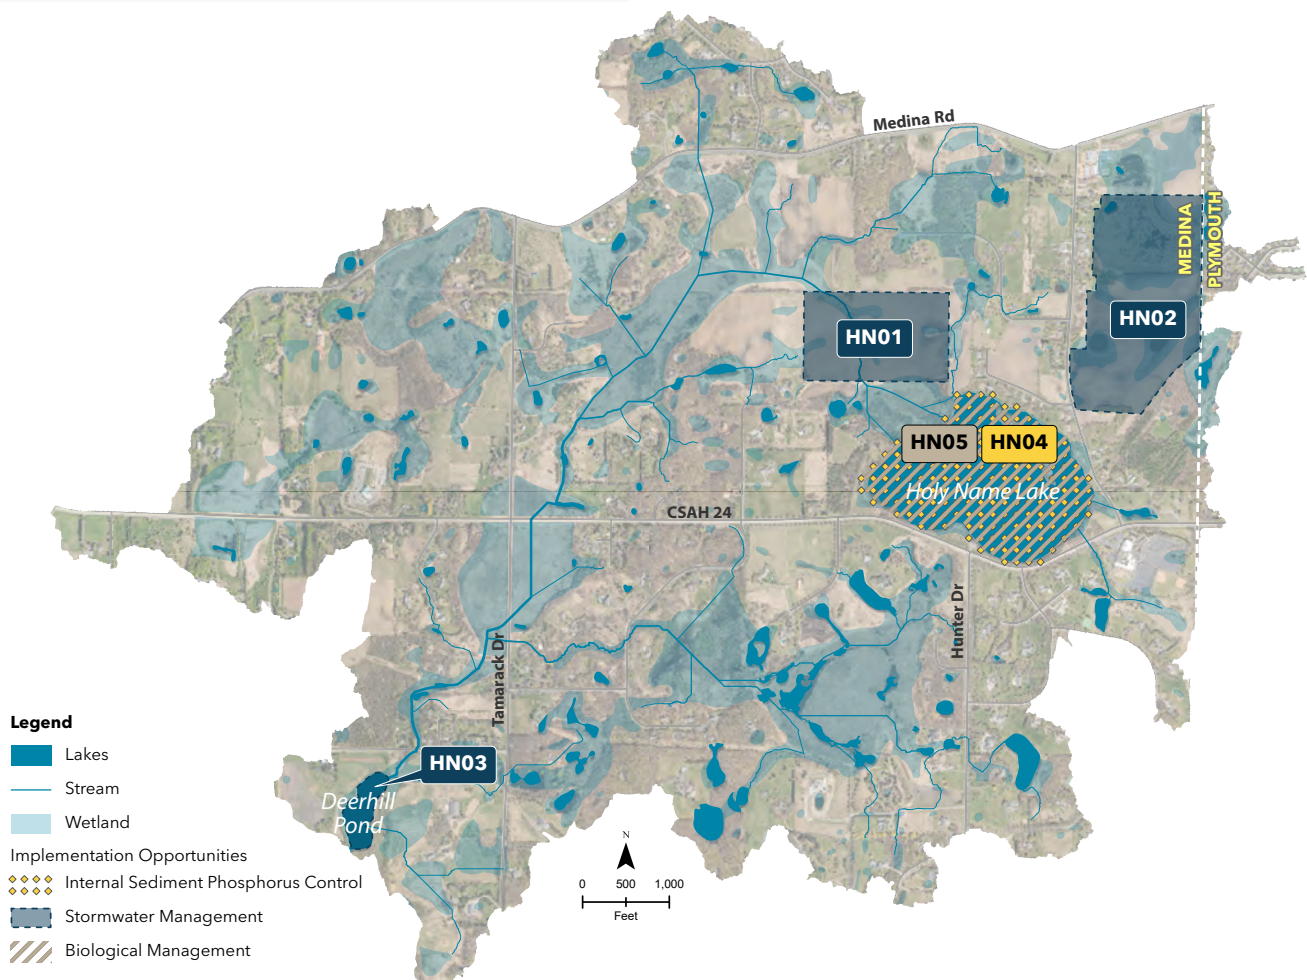 Medina Rd
MEDINA
PLYMOUTH
HN02
HN01
HN05
HN04
Holy Name Lake
CSAH 24
Hunter Dr
Tamarack Dr
HN03
Deerhill
Pond
Legend
Lakes
Stream
Wetland
Implementation Opportunities
Internal Sediment Phosphorus Control
Stormwater Management
Biological Management
N
0 500 1,000
Feet